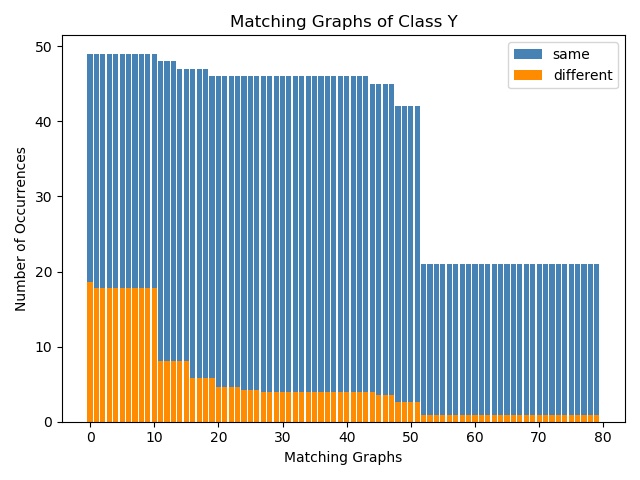 Matching Graphs of Class Y
same
different
Number of Occurrences
50
40
30
20
10
0
0 10 20 30 40 50 60 70 80
Matching Graphs